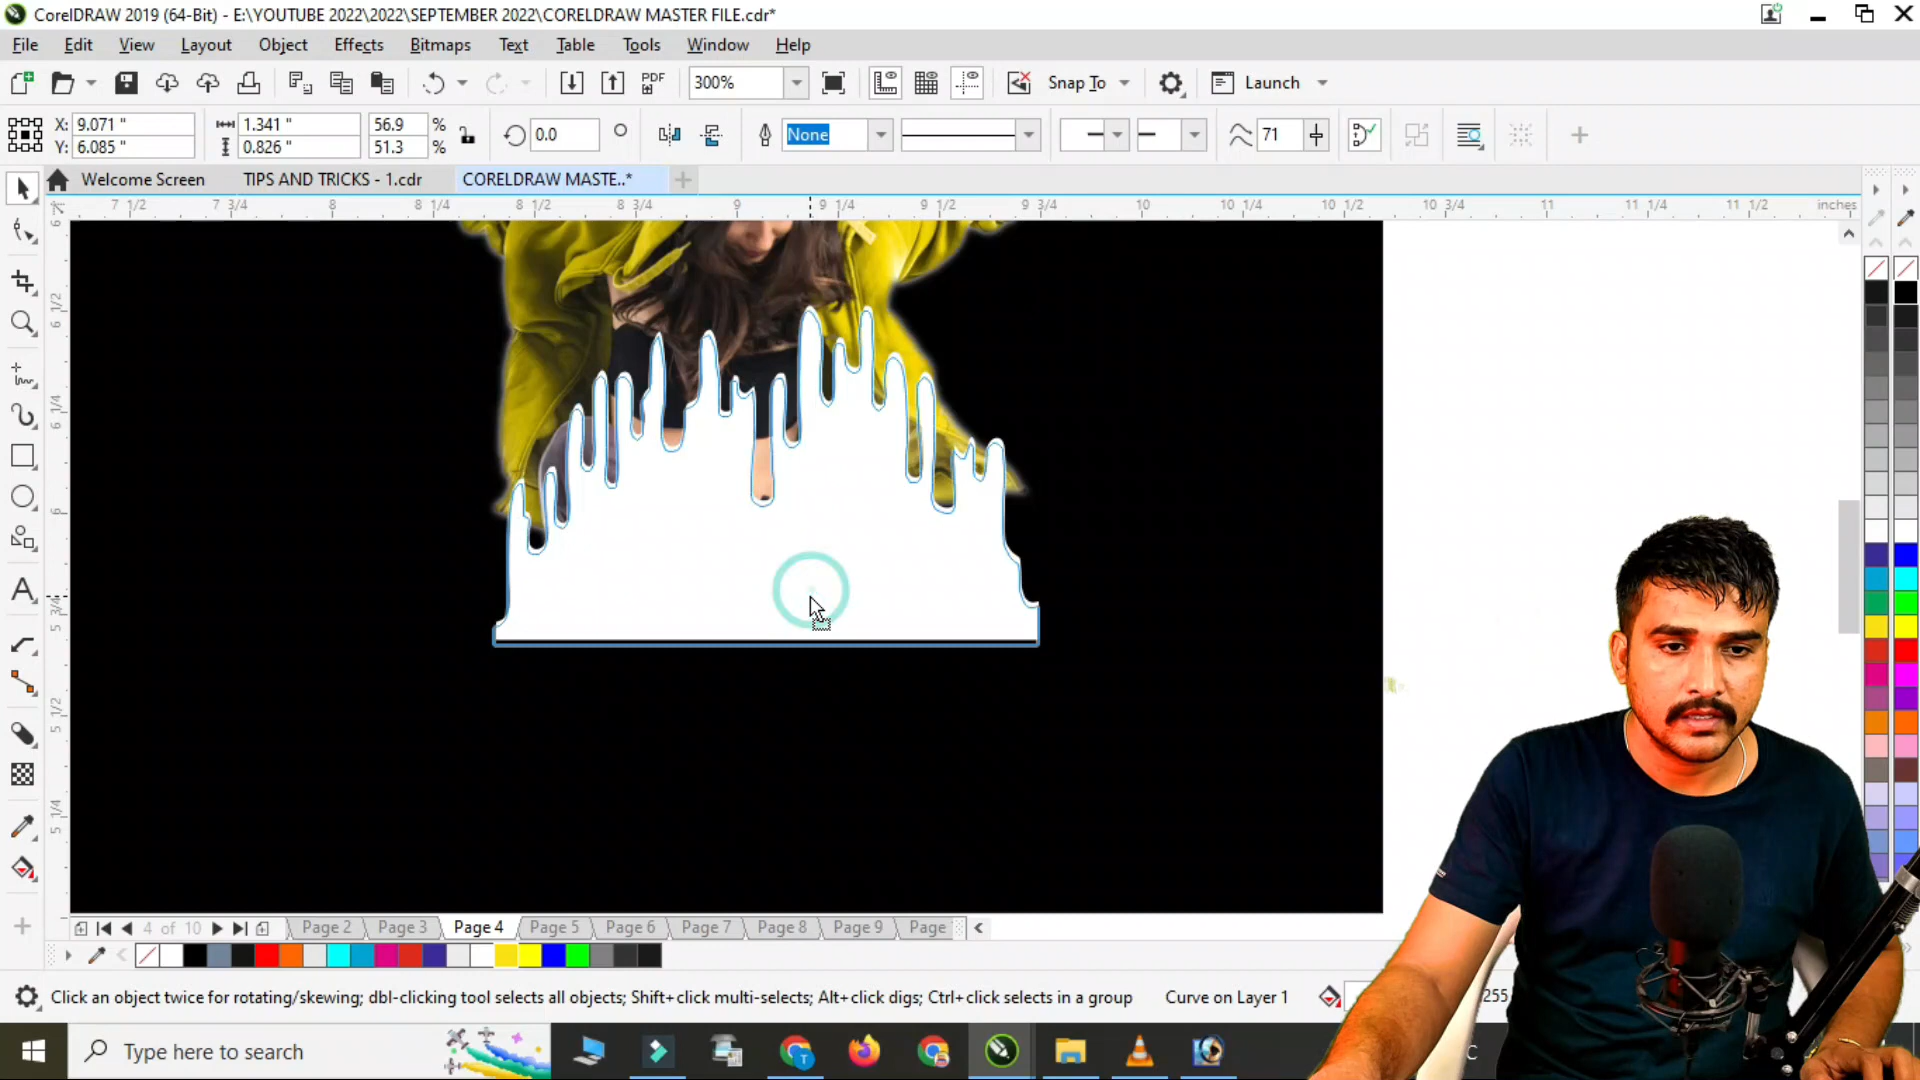 CorelDRAW 2019 (64-Bit) - E:\YOUTUBE 2022\2022\SEPTEMBER 2022\CORELDRAW MASTER FILE.cdr*
File Edit View Layout Object Effects Bitmaps Text Table Tools Window Help
PDF 300% Snap To Launch
X: 9.071 " 1.341 " 56.9 % 0.0 None 71
Y: 6.085 " 0.826 " 51.3 %
Welcome Screen TIPS AND TRICKS - 1.cdr CORELDRAW MASTE..*
7 1/2 7 3/4 8 8 1/4 8 1/2 8 3/4 9 9 1/4 9 1/2 9 3/4 10 10 1/4 10 1/2 10 3/4 11 11 1/4 11 1/2 inches
6 1/2
6 1/4
6
5 3/4
5 1/2
5 1/4
4 of 10 Page 2 Page 3 Page 4 Page 5 Page 6 Page 7 Page 8 Page 9 Page
Click an object twice for rotating/skewing; dbl-clicking tool selects all objects; Shift+click multi-selects; Alt+click digs; Ctrl+click selects in a group Curve on Layer 1 255
Type here to search C